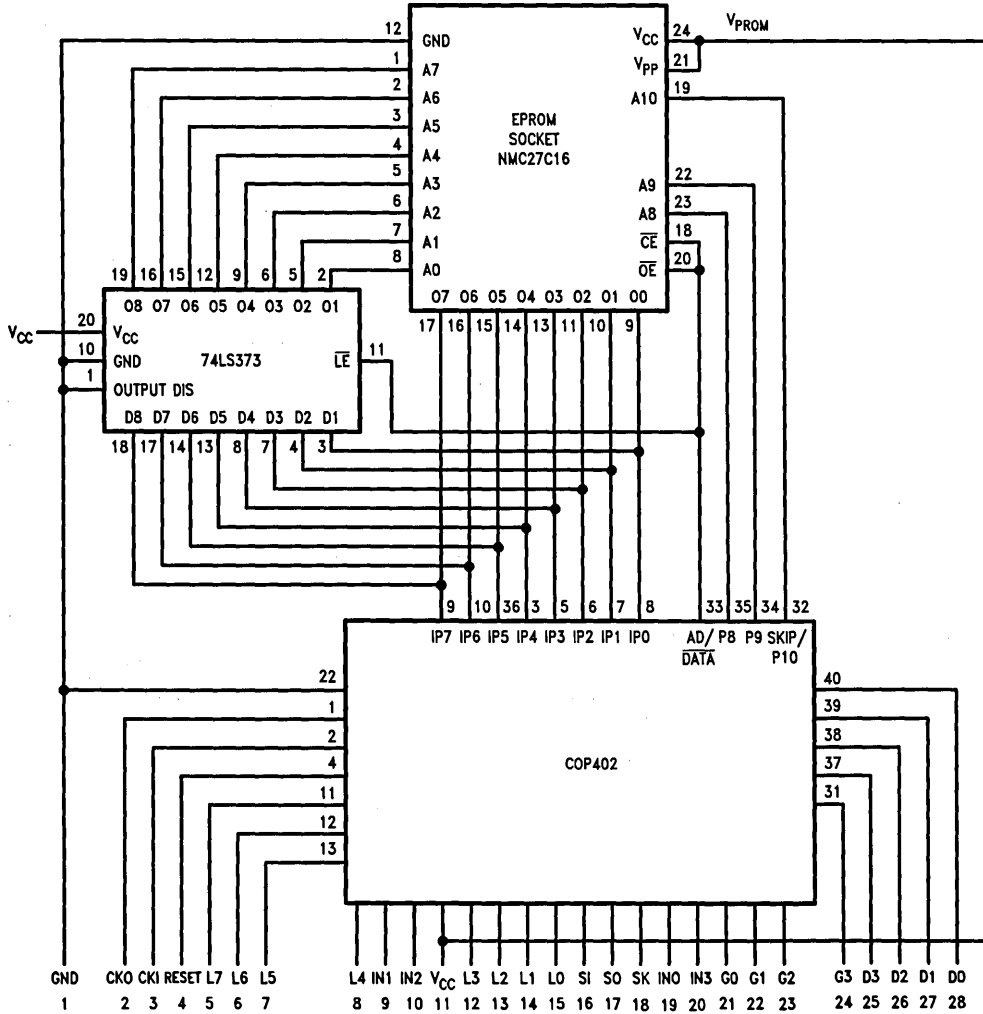 12 GND VCC 24 VPROM
1 A7 VPP 21
2 A6 A10 19
3 A5 EPROM
4 A4 SOCKET
NMC27C16
5 A3 A9 22
6 A2 A8 23
7 A1 CE 18
8 A0 OE 20
19 16 15 12 9 6 5 2
O7 O6 O5 O4 O3 O2 O1 O0
O8 O7 O6 O5 O4 O3 O2 O1
17 16 15 14 13 11 10 9
VCC 20 VCC
10 GND 74LS373 LE 11
1 OUTPUT DIS
D8 D7 D6 D5 D4 D3 D2 D1
18 17 14 13 8 7 4 3
9 10 36 3 5 6 7 8 33 35 34 32
IP7 IP6 IP5 IP4 IP3 IP2 IP1 IP0 AD/ P8 P9 SKIP/
DATA P10
22 40
1 39
2 38
4 COP402 37
11 31
12
13
GND CKO CKI RESET L7 L6 L5 L4 IN1 IN2 VCC L3 L2 L1 L0 SI SO SK IN0 IN3 G0 G1 G2 G3 D3 D2 D1 D0
1 2 3 4 5 6 7 8 9 10 11 12 13 14 15 16 17 18 19 20 21 22 23 24 25 26 27 28